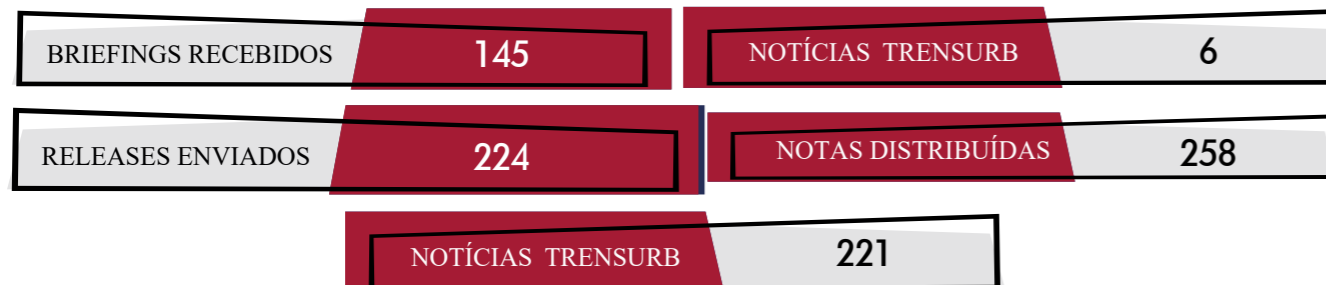 BRIEFINGS RECEBIDOS 145
NOTÍCIAS TRENSURB 6
RELEASES ENVIADOS 224
NOTAS DISTRIBUÍDAS 258
NOTÍCIAS TRENSURB 221